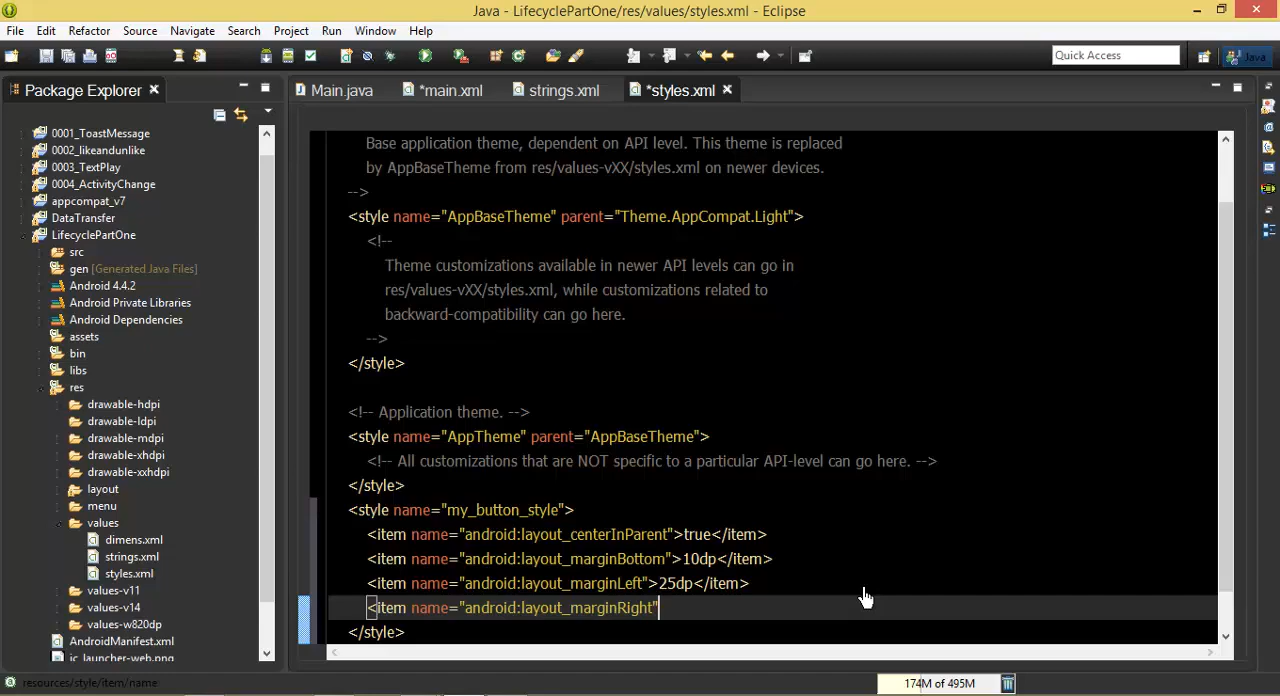 Java - LifecyclePartOne/res/values/styles.xml - Eclipse
File Edit Refactor Source Navigate Search Project Run Window Help
Quick Access
Java
Package Explorer
Main.java
*main.xml
strings.xml
*styles.xml
0001_ToastMessage
0002_likeandunlike
0003_TextPlay
0004_ActivityChange
appcompat_v7
DataTransfer
LifecyclePartOne
src
gen [Generated Java Files]
Android 4.4.2
Android Private Libraries
Android Dependencies
assets
bin
libs
res
drawable-hdpi
drawable-ldpi
drawable-mdpi
drawable-xhdpi
drawable-xxhdpi
layout
menu
values
dimens.xml
strings.xml
styles.xml
values-v11
values-v14
values-w820dp
AndroidManifest.xml
ic_launcher-web.png
Base application theme, dependent on API level. This theme is replaced
by AppBaseTheme from res/values-vXX/styles.xml on newer devices.
-->
<style name="AppBaseTheme" parent="Theme.AppCompat.Light">
<!--
Theme customizations available in newer API levels can go in
res/values-vXX/styles.xml, while customizations related to
backward-compatibility can go here.
-->
</style>
<!-- Application theme. -->
<style name="AppTheme" parent="AppBaseTheme">
<!-- All customizations that are NOT specific to a particular API-level can go here. -->
</style>
<style name="my_button_style">
<item name="android:layout_centerInParent">true</item>
<item name="android:layout_marginBottom">10dp</item>
<item name="android:layout_marginLeft">25dp</item>
<item name="android:layout_marginRight"
</style>
resources/style/item/name
174M of 495M